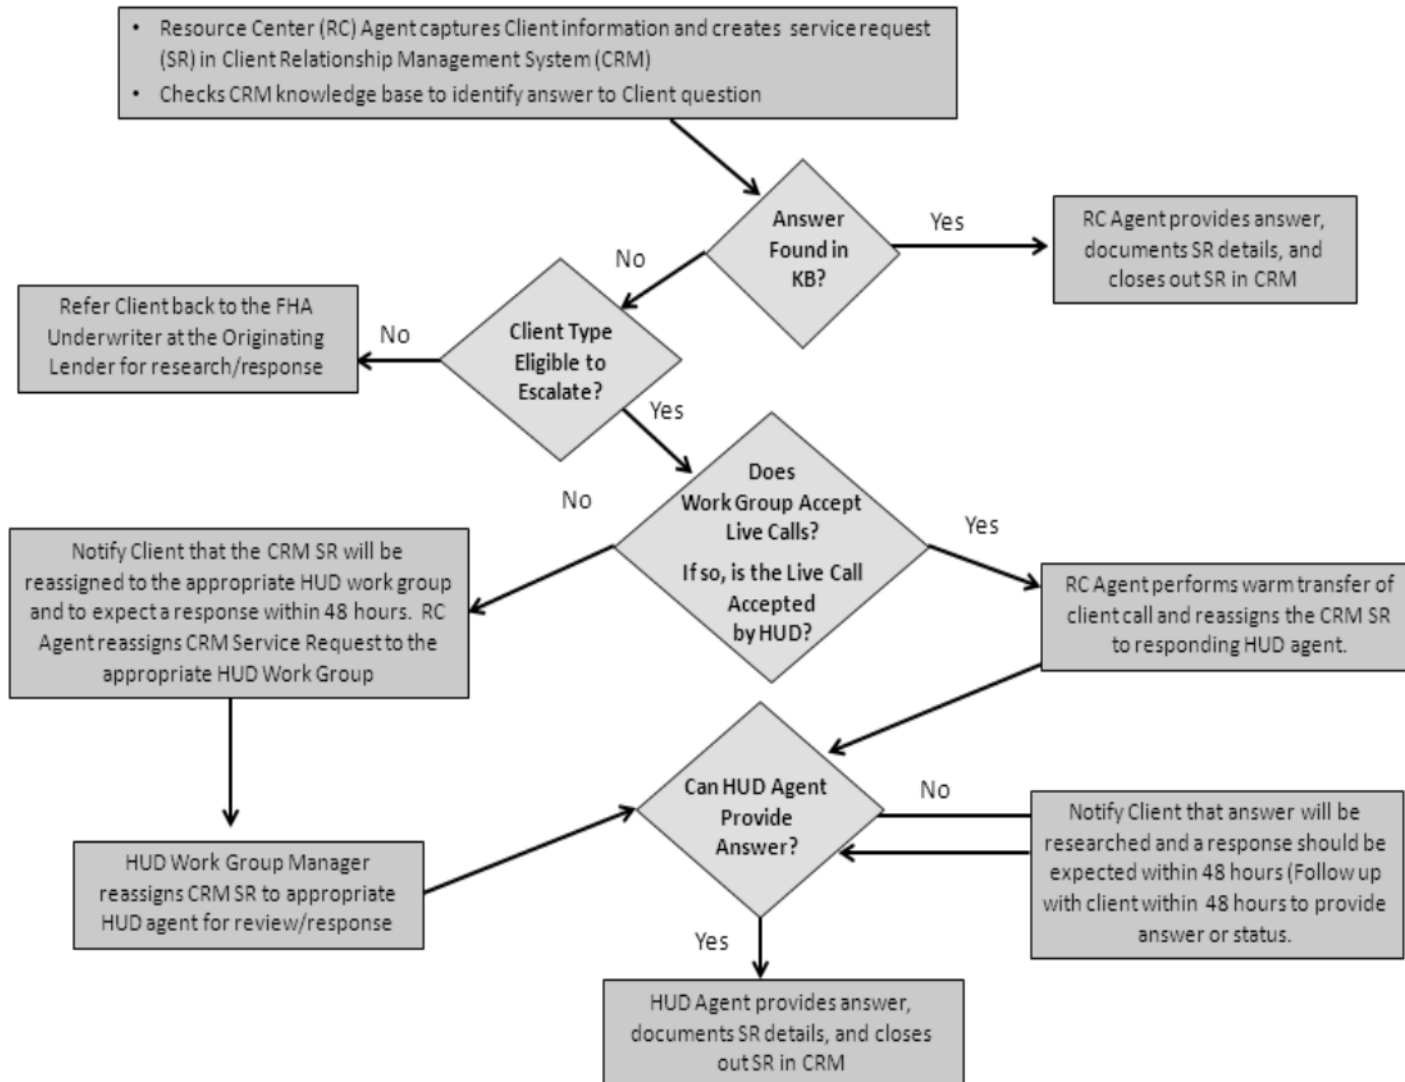 • Resource Center (RC) Agent captures Client information and creates service request
(SR) in Client Relationship Management System (CRM)
• Checks CRM knowledge base to identify answer to Client question
Answer
Found in
KB?
Yes
RC Agent provides answer,
documents SR details, and
closes out SR in CRM
No
Client Type
Eligible to
Escalate?
No
Refer Client back to the FHA
Underwriter at the Originating
Lender for research/response
Yes
Does
Work Group Accept
Live Calls?
If so, is the Live Call
Accepted
by HUD?
No
Notify Client that the CRM SR will be
reassigned to the appropriate HUD work group
and to expect a response within 48 hours. RC
Agent reassigns CRM Service Request to the
appropriate HUD Work Group
Yes
RC Agent performs warm transfer of
client call and reassigns the CRM SR
to responding HUD agent.
HUD Work Group Manager
reassigns CRM SR to appropriate
HUD agent for review/response
Can HUD Agent
Provide
Answer?
No
Notify Client that answer will be
researched and a response should be
expected within 48 hours (Follow up
with client within 48 hours to provide
answer or status.
Yes
HUD Agent provides answer,
documents SR details, and closes
out SR in CRM